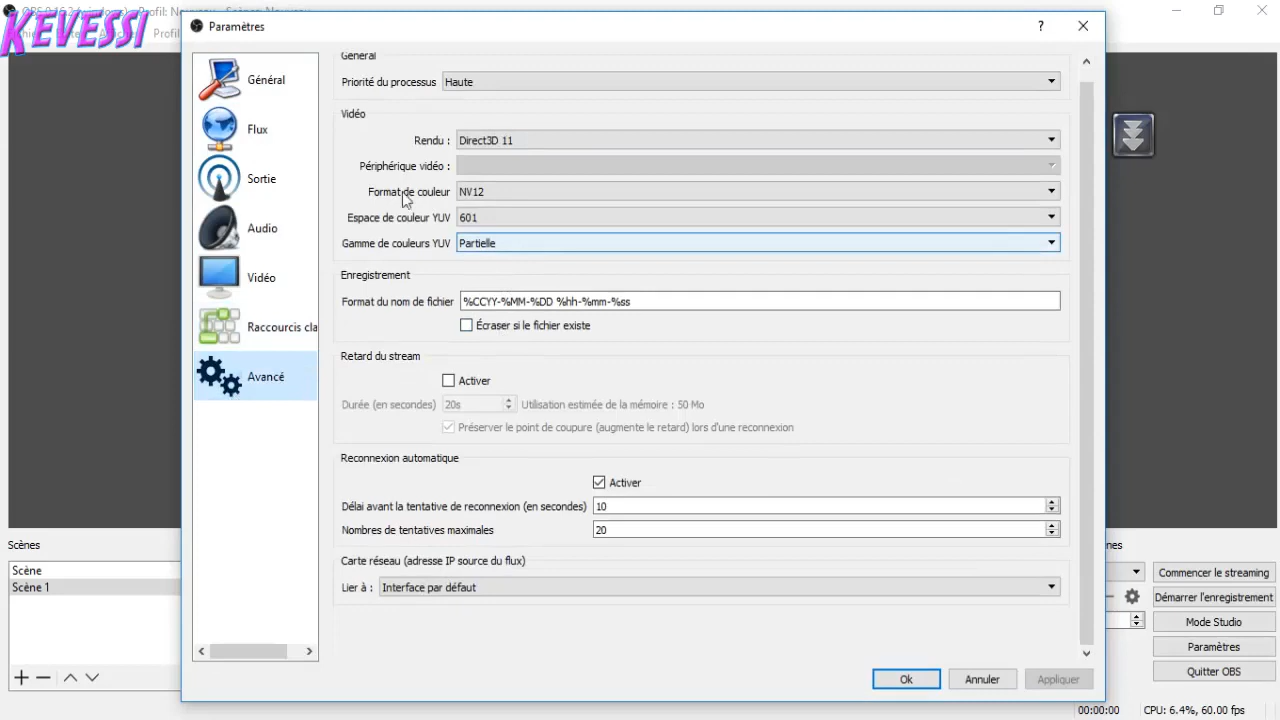 KEVESSI
Paramètres
Profil
Général
Flux
Sortie
Audio
Vidéo
Raccourcis cla
Avancé
Général
Priorité du processus
Haute
Vidéo
Rendu :
Direct3D 11
Périphérique vidéo :
Format de couleur
NV12
Espace de couleur YUV
601
Gamme de couleurs YUV
Partielle
Enregistrement
Format du nom de fichier
%CCYY-%MM-%DD %hh-%mm-%ss
Écraser si le fichier existe
Retard du stream
Activer
Durée (en secondes)
20s
Utilisation estimée de la mémoire : 50 Mo
Préserver le point de coupure (augmente le retard) lors d'une reconnexion
Reconnexion automatique
Activer
Délai avant la tentative de reconnexion (en secondes)
10
Nombres de tentatives maximales
20
Carte réseau (adresse IP source du flux)
Lier à :
Interface par défaut
Ok
Annuler
Appliquer
Scènes
Scène
Scène 1
nes
Commencer le streaming
Démarrer l'enregistrement
Mode Studio
Paramètres
Quitter OBS
00:00:00
CPU: 6.4%, 60.00 fps